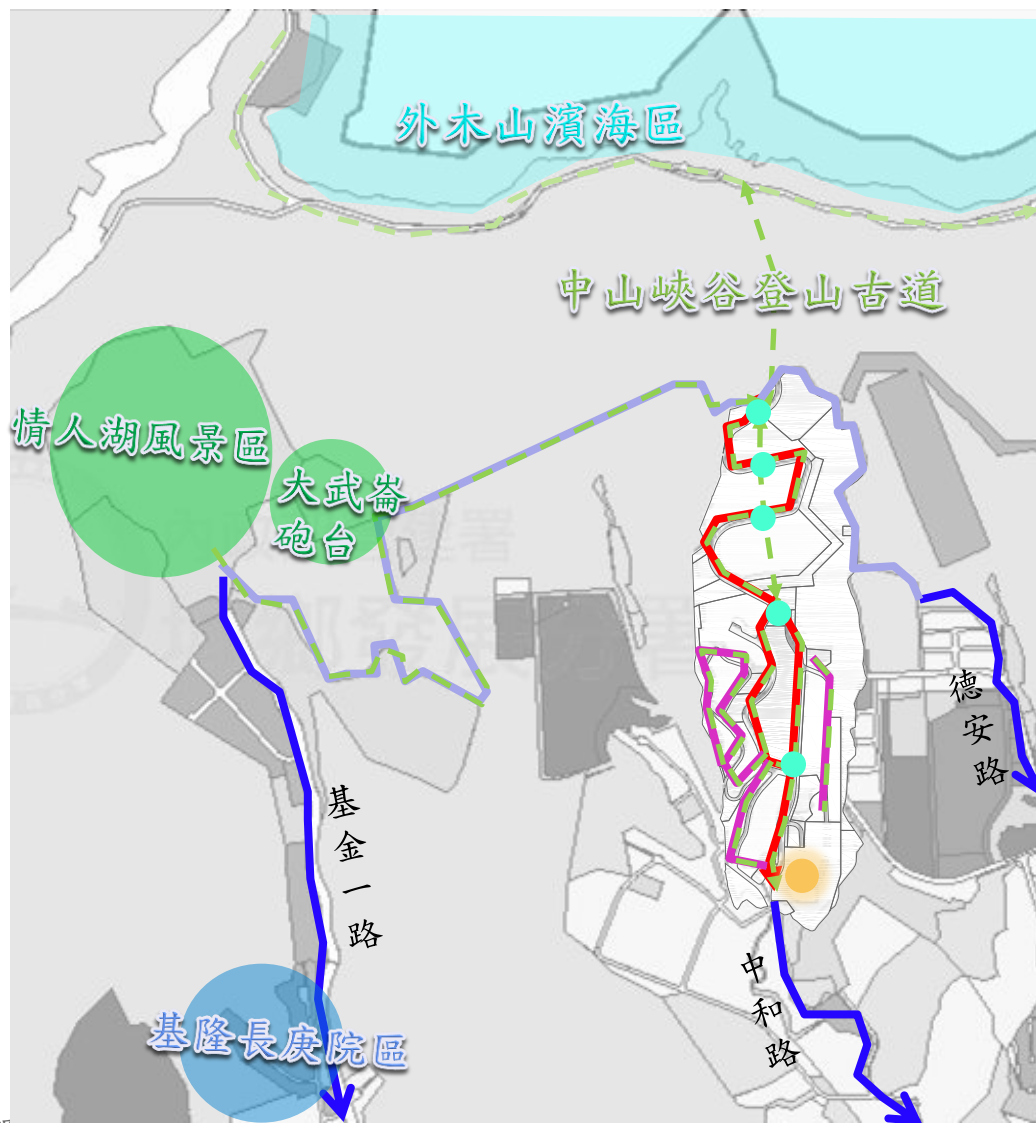 外木山濱海區
中山峽谷登山古道
情人湖風景區
大武崙
砲台
德安路
基金一路
中和路
基隆長庚院區